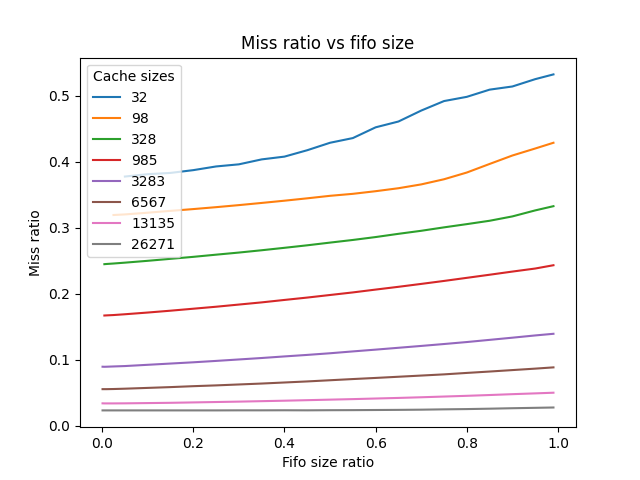 Miss ratio vs fifo size
Cache sizes
32
98
328
985
3283
6567
13135
26271
Miss ratio
0.5
0.4
0.3
0.2
0.1
0.0
0.0 0.2 0.4 0.6 0.8 1.0
Fifo size ratio